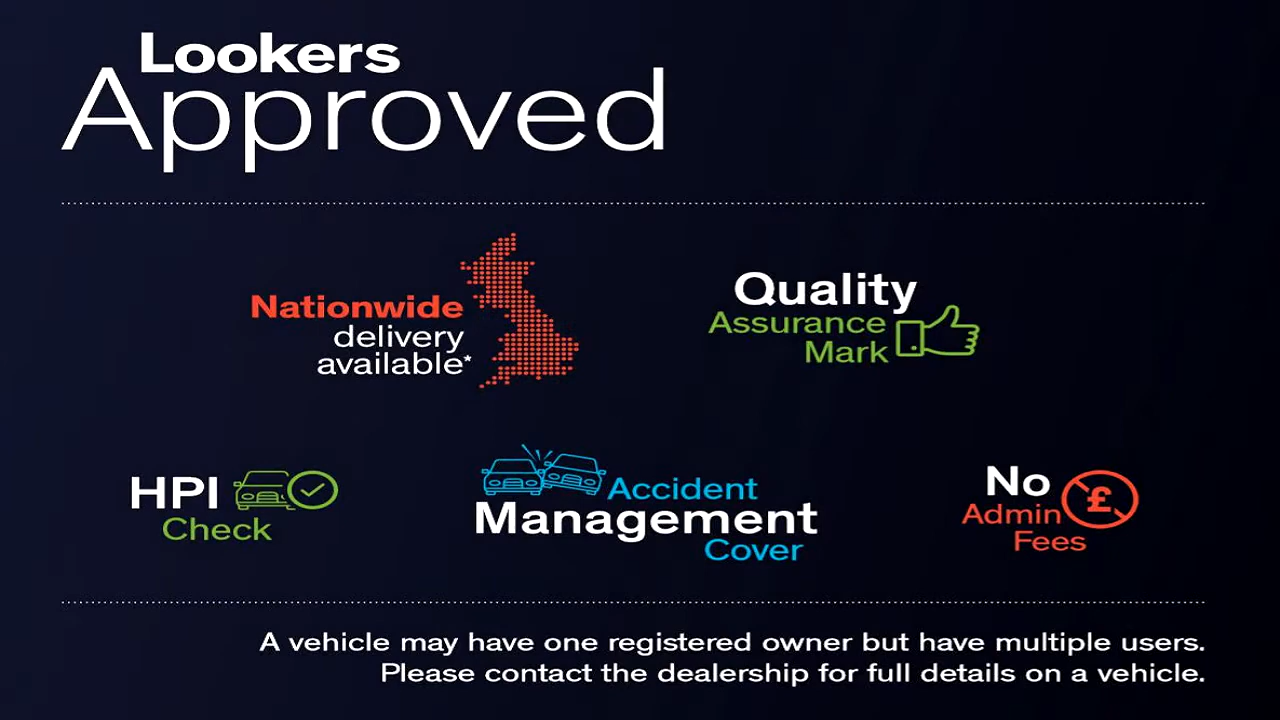 Lookers
Approved
Nationwide
delivery
available*
Quality
Assurance
Mark
HPI
Check
Accident
Management
Cover
No
Admin
£
Fees
A vehicle may have one registered owner but have multiple users.
Please contact the dealership for full details on a vehicle.